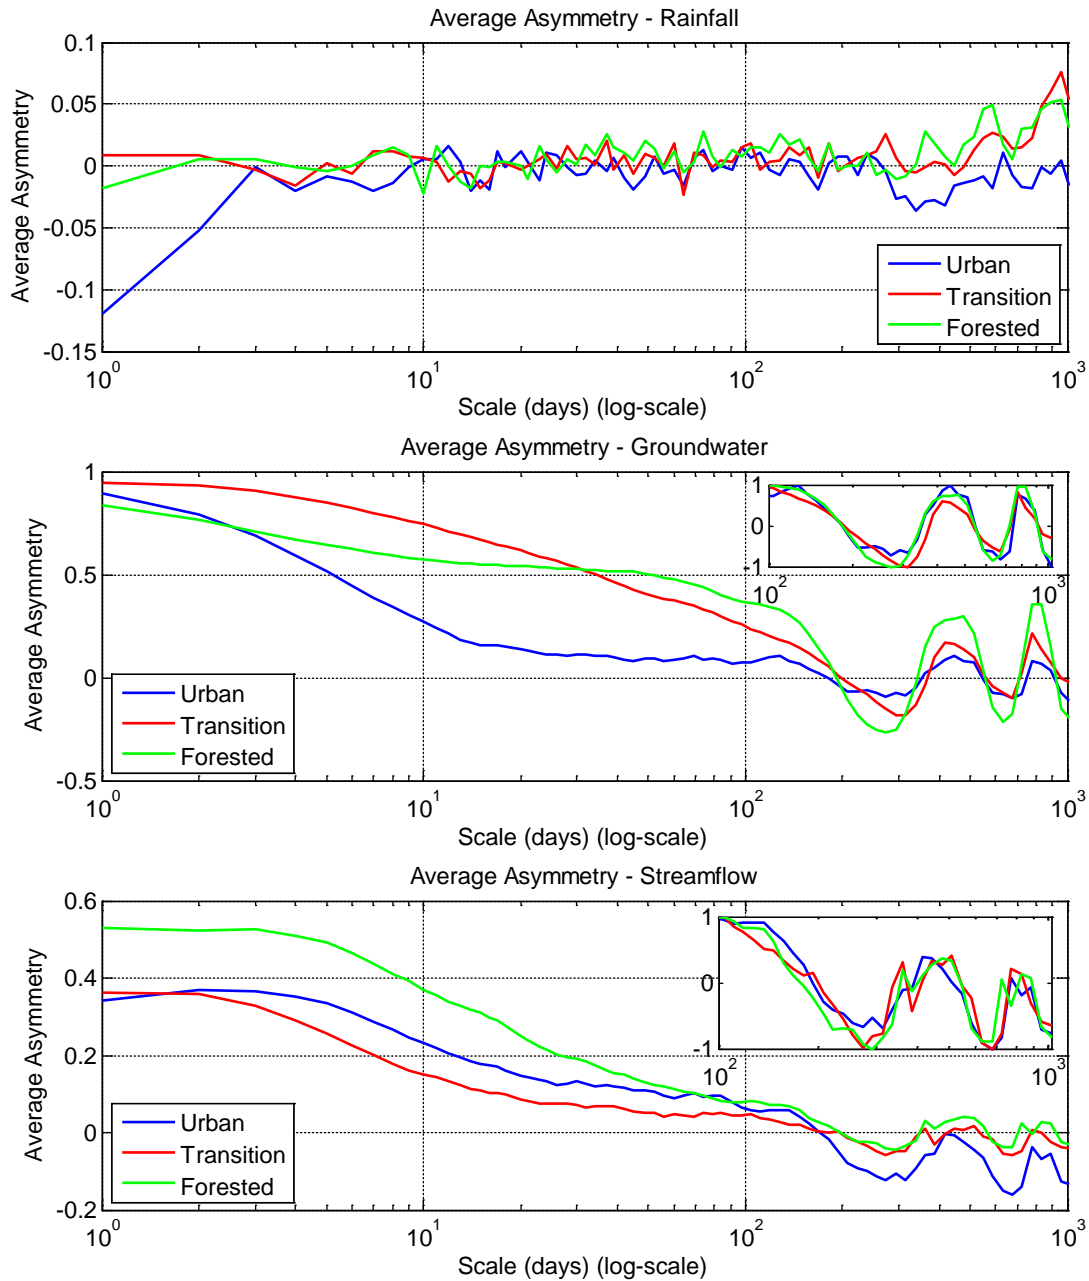 Average Asymmetry - Rainfall
0.1
0.05
0
-0.05
-0.1
-0.15
Average Asymmetry
Urban
Transition
Forested
10^0
10^1
10^2
10^3
Scale (days) (log-scale)
Average Asymmetry - Groundwater
1
0.5
0
-0.5
Average Asymmetry
1
0
-1
10^2
10^3
Urban
Transition
Forested
10^0
10^1
10^2
10^3
Scale (days) (log-scale)
Average Asymmetry - Streamflow
0.6
0.4
0.2
0
-0.2
Average Asymmetry
1
0
-1
10^2
10^3
Urban
Transition
Forested
10^0
10^1
10^2
10^3
Scale (days) (log-scale)